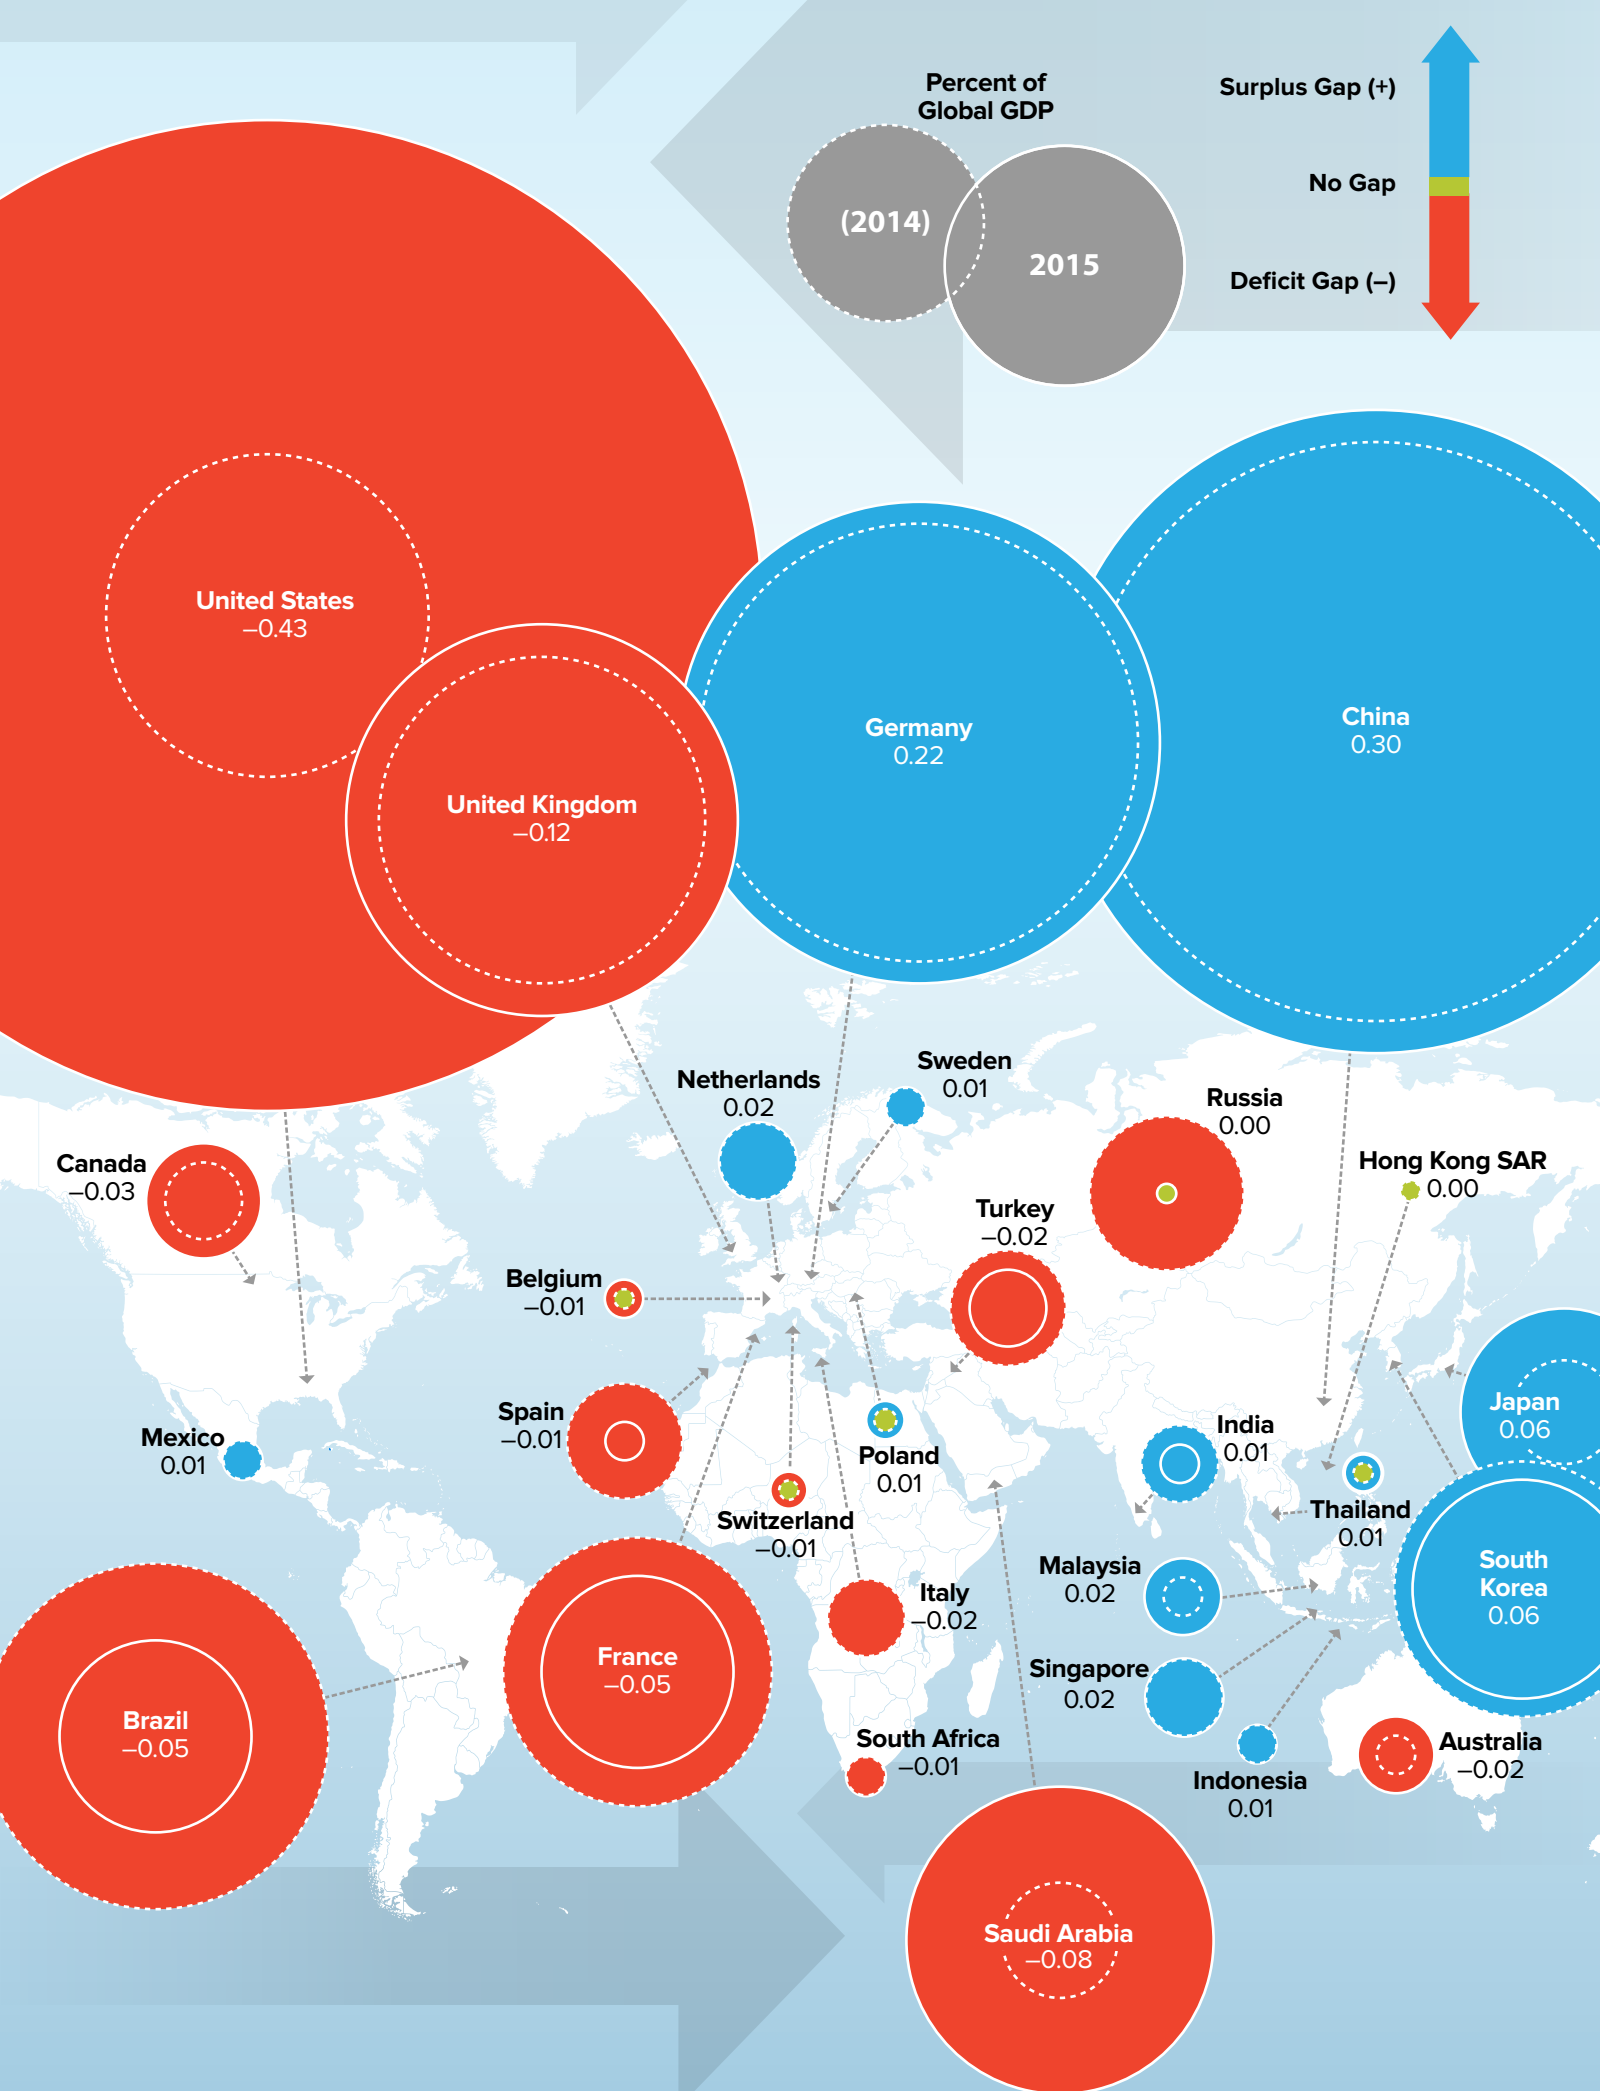 Percent of
Global GDP
(2014)
2015
Surplus Gap (+)
No Gap
Deficit Gap (–)
United States
–0.43
United Kingdom
–0.12
Germany
0.22
China
0.30
Netherlands
0.02
Sweden
0.01
Russia
0.00
Hong Kong SAR
0.00
Canada
–0.03
Turkey
–0.02
Belgium
–0.01
Spain
–0.01
Mexico
0.01
Poland
0.01
India
0.01
Japan
0.06
Switzerland
–0.01
Thailand
0.01
Malaysia
0.02
South
Korea
0.06
Italy
–0.02
France
–0.05
Singapore
0.02
Brazil
–0.05
South Africa
–0.01
Indonesia
0.01
Australia
–0.02
Saudi Arabia
–0.08